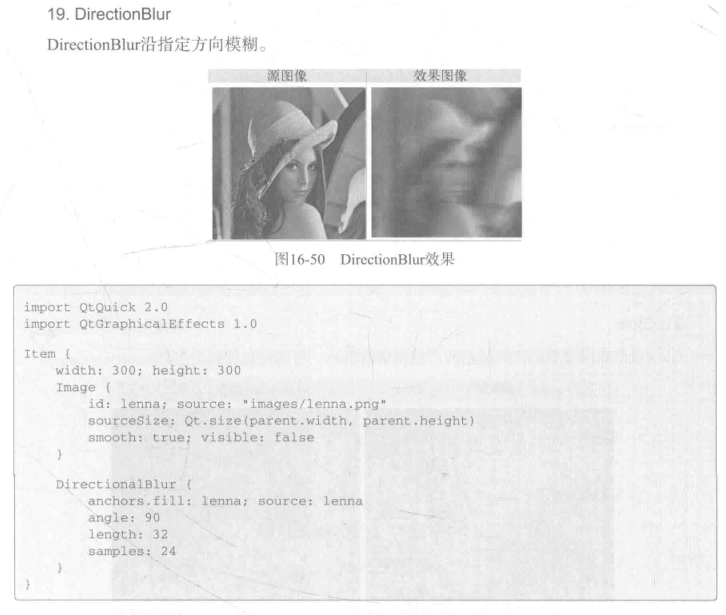 19. DirectionBlur
DirectionBlur沿指定方向模糊。
源图像 效果图像
图16-50 DirectionBlur效果
import QtQuick 2.0
import QtGraphicalEffects 1.0
Item {
width: 300; height: 300
Image {
id: lenna; source: "images/lenna.png"
sourceSize: Qt.size(parent.width, parent.height)
smooth: true; visible: false
}
DirectionalBlur {
anchors.fill: lenna; source: lenna
angle: 90
length: 32
samples: 24
}
}